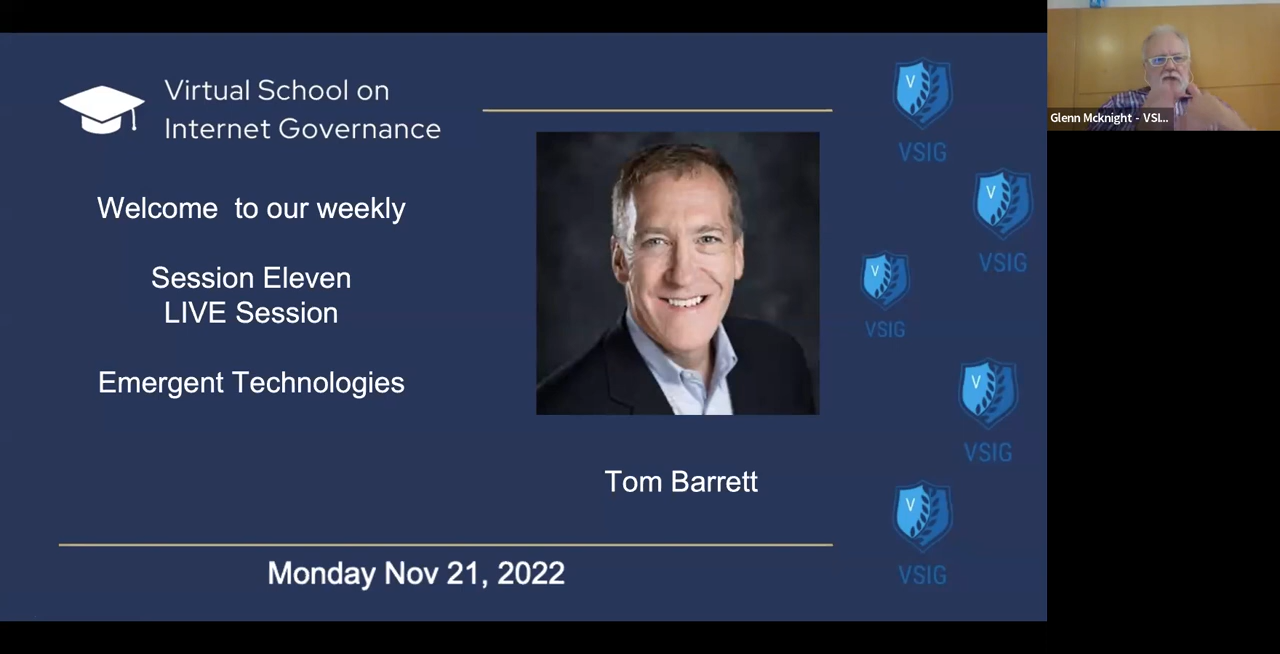 Virtual School on
Internet Governance
Welcome to our weekly
Session Eleven
LIVE Session
Emergent Technologies
Tom Barrett
Monday Nov 21, 2022
V
VSIG
V
VSIG
V
VSIG
V
VSIG
V
VSIG
Glenn Mcknight - VSI...